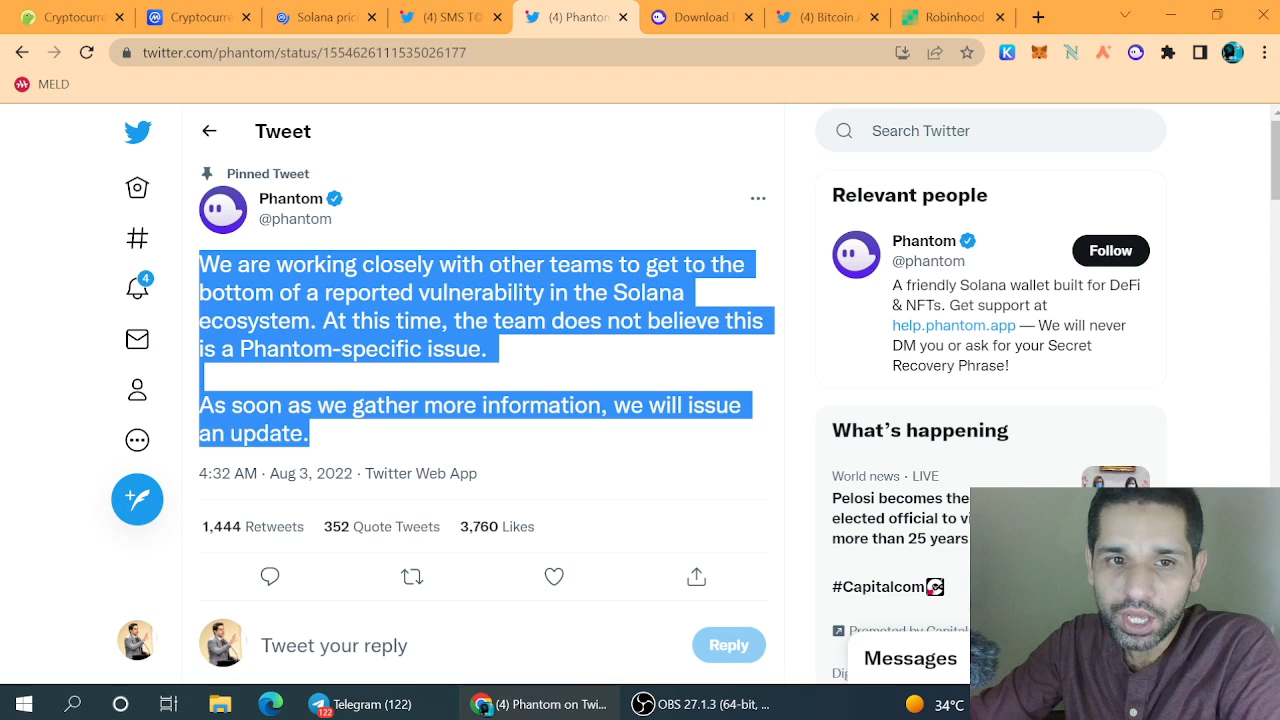 Cryptocurre
Cryptocurre
Solana pric
(4) SMS T
(4) Phantom
Download
(4) Bitcoin
Robinhood
twitter.com/phantom/status/1554626111535026177
MELD
Tweet
Search Twitter
Pinned Tweet
Phantom
@phantom
We are working closely with other teams to get to the
bottom of a reported vulnerability in the Solana
ecosystem. At this time, the team does not believe this
is a Phantom-specific issue.
As soon as we gather more information, we will issue
an update.
4:32 AM · Aug 3, 2022 · Twitter Web App
1,444 Retweets 352 Quote Tweets 3,760 Likes
Tweet your reply
Reply
4
Relevant people
Phantom
@phantom
Follow
A friendly Solana wallet built for DeFi
& NFTs. Get support at
help.phantom.app — We will never
DM you or ask for your Secret
Recovery Phrase!
What's happening
World news · LIVE
Pelosi becomes the
elected official to vi
more than 25 years
#Capitalcom
Promoted by Capital
Messages
Telegram (122)
122
(4) Phantom on Twi...
OBS 27.1.3 (64-bit, ...
34°C